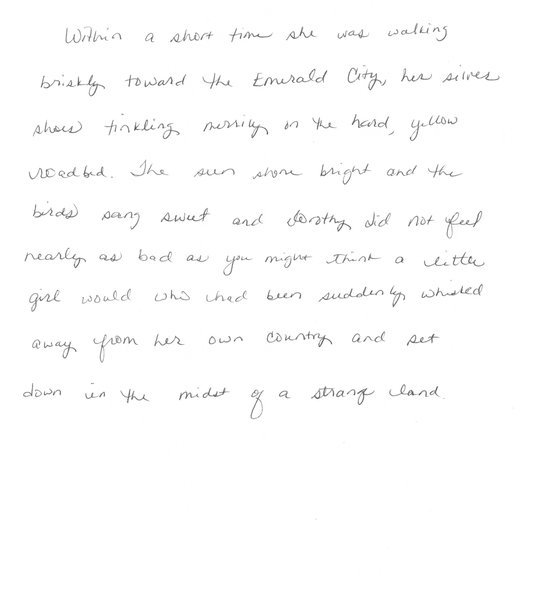 Within a short time she was walking
briskly toward the Emerald City, her silver
shoes tinkling merrily on the hard, yellow
roadbed. The sun shone bright and the
birds sang sweet and Dorothy did not feel
nearly as bad as you might think a little
girl would who had been suddenly whisked
away from her own country and set
down in the midst of a strange land.